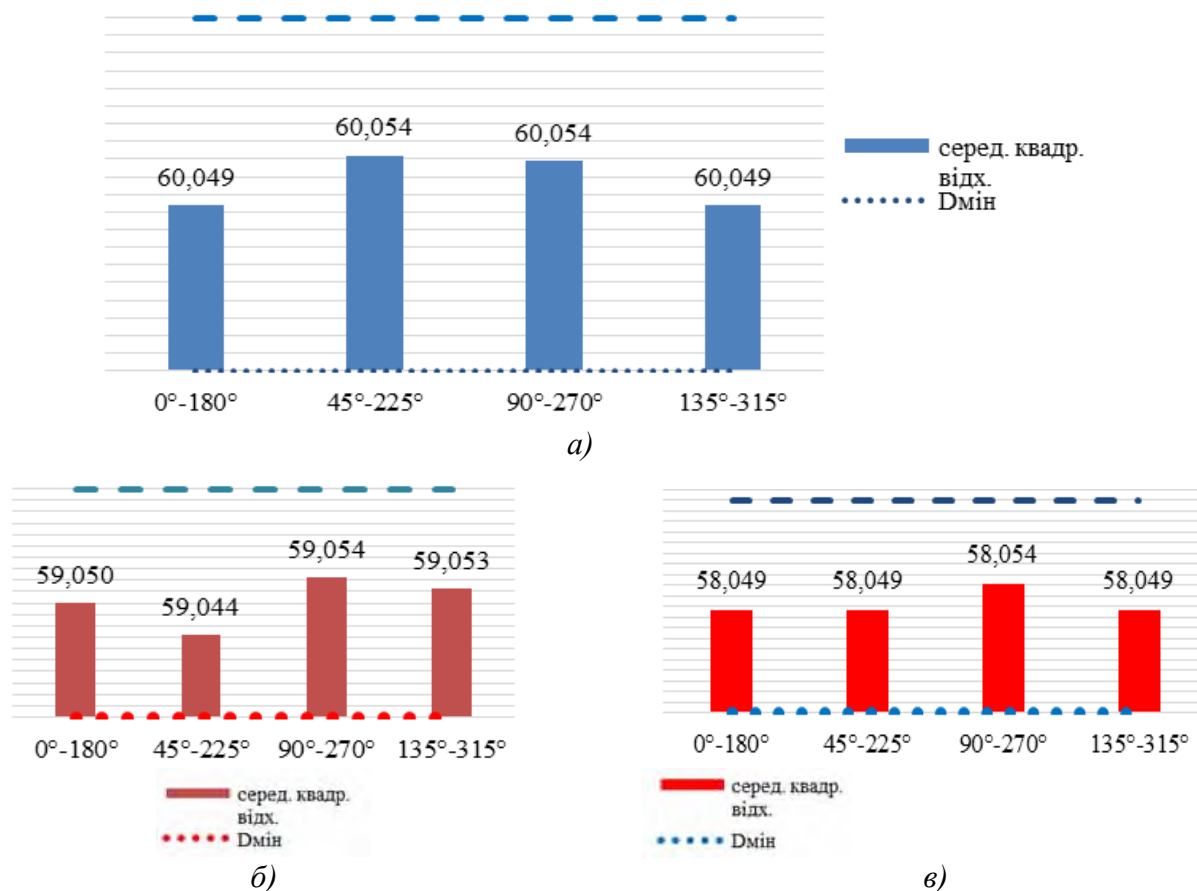 60,054
60,054
60,049
60,049
серед. квадр.
відх.
Dмін
0°-180°
45°-225°
90°-270°
135°-315°
а)
59,050
59,044
59,054
59,053
0°-180°
45°-225°
90°-270°
135°-315°
серед. квадр.
відх.
Dмін
б)
58,049
58,049
58,054
58,049
0°-180°
45°-225°
90°-270°
135°-315°
серед. квадр.
відх.
Dмін
в)